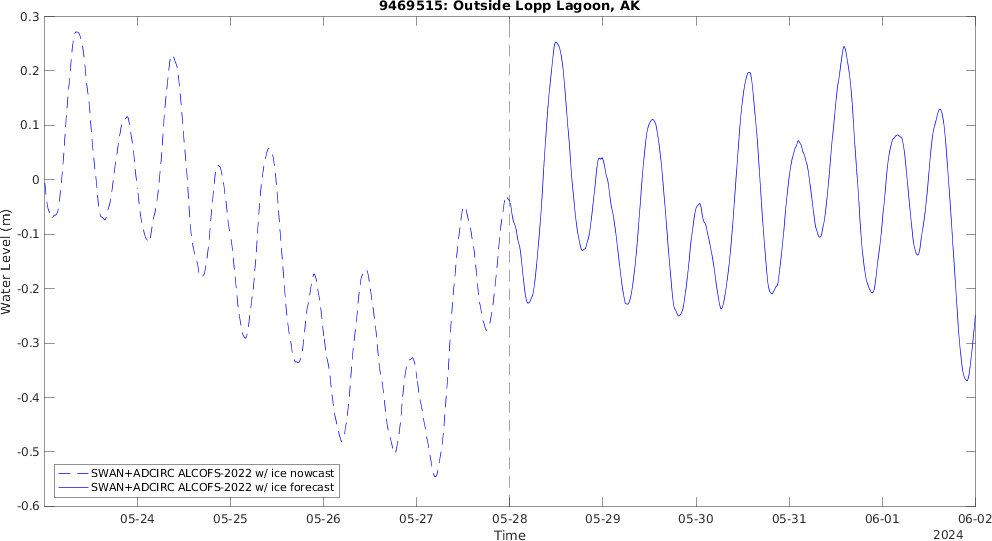 9469515: Outside Lopp Lagoon, AK
0.3
0.2
0.1
0
-0.1
-0.2
-0.3
-0.4
-0.5
-0.6
Water Level (m)
SWAN+ADCIRC ALCOFS-2022 w/ ice nowcast
SWAN+ADCIRC ALCOFS-2022 w/ ice forecast
05-24 05-25 05-26 05-27 05-28 05-29 05-30 05-31 06-01 06-02
Time
2024